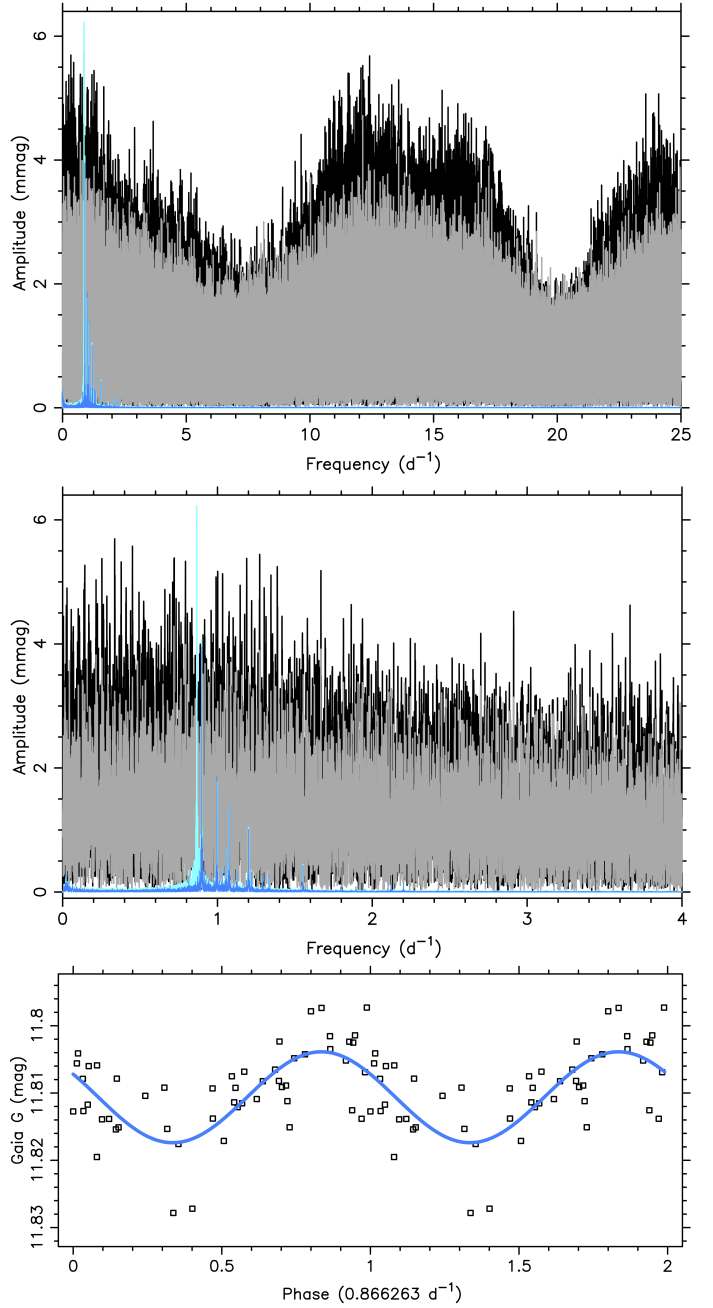 6
4
2
0
Amplitude (mmag)
0 5 10 15 20 25
Frequency (d⁻¹)
6
4
2
0
Amplitude (mmag)
0 1 2 3 4
Frequency (d⁻¹)
11.8
11.81
11.82
11.83
Gaia G (mag)
0 0.5 1 1.5 2
Phase (0.866263 d⁻¹)